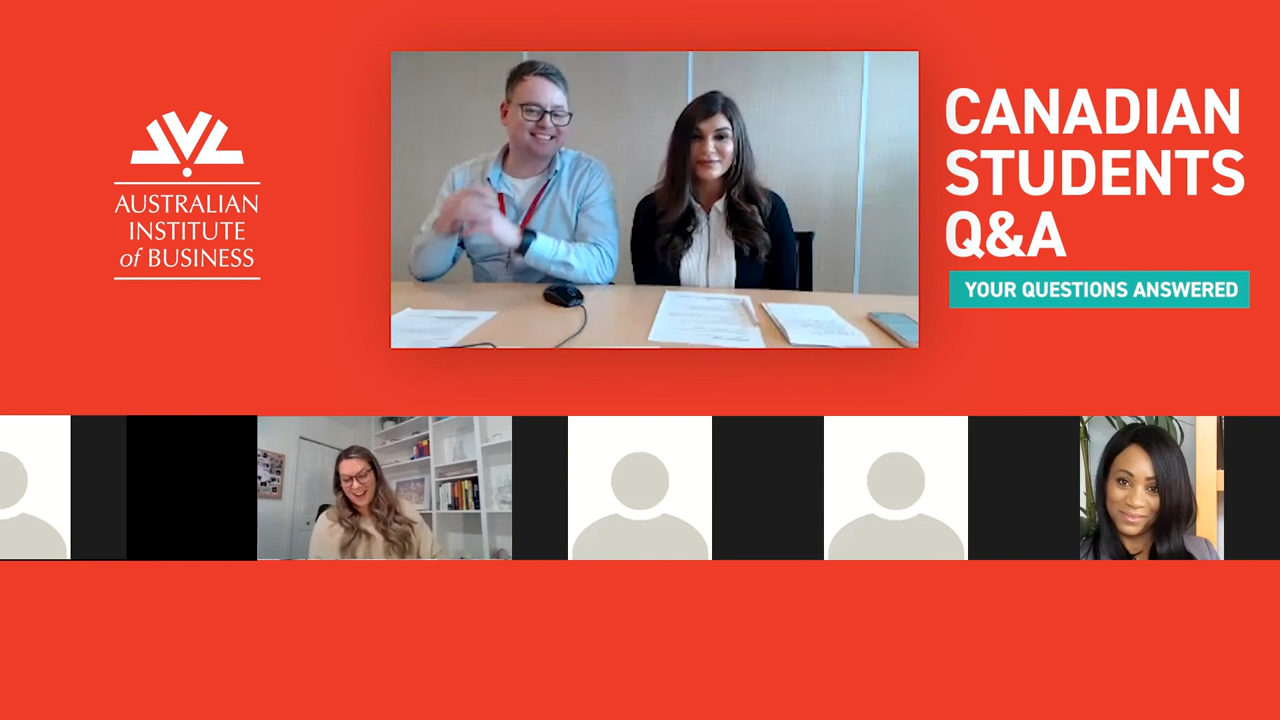 AUSTRALIAN
INSTITUTE
of BUSINESS
CANADIAN
STUDENTS
Q&A
YOUR QUESTIONS ANSWERED